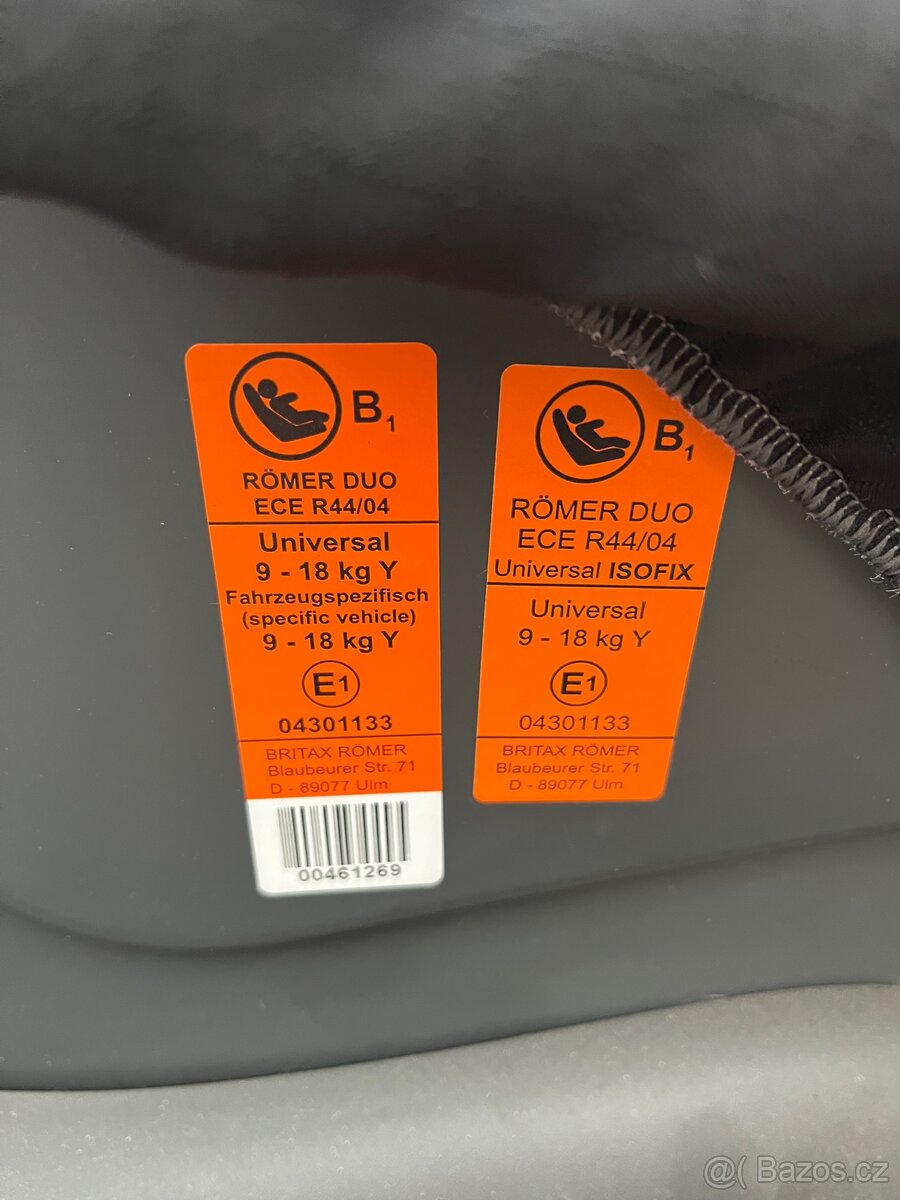 B1
RÖMER DUO
ECE R44/04
Universal
9 - 18 kg Y
Fahrzeugspezifisch
(specific vehicle)
9 - 18 kg Y
E1
04301133
BRITAX RÖMER
Blaubeurer Str. 71
D - 89077 Ulm
00461269
B1
RÖMER DUO
ECE R44/04
Universal ISOFIX
Universal
9 - 18 kg Y
E1
04301133
BRITAX RÖMER
Blaubeurer Str. 71
D - 89077 Ulm
@( Bazos.cz